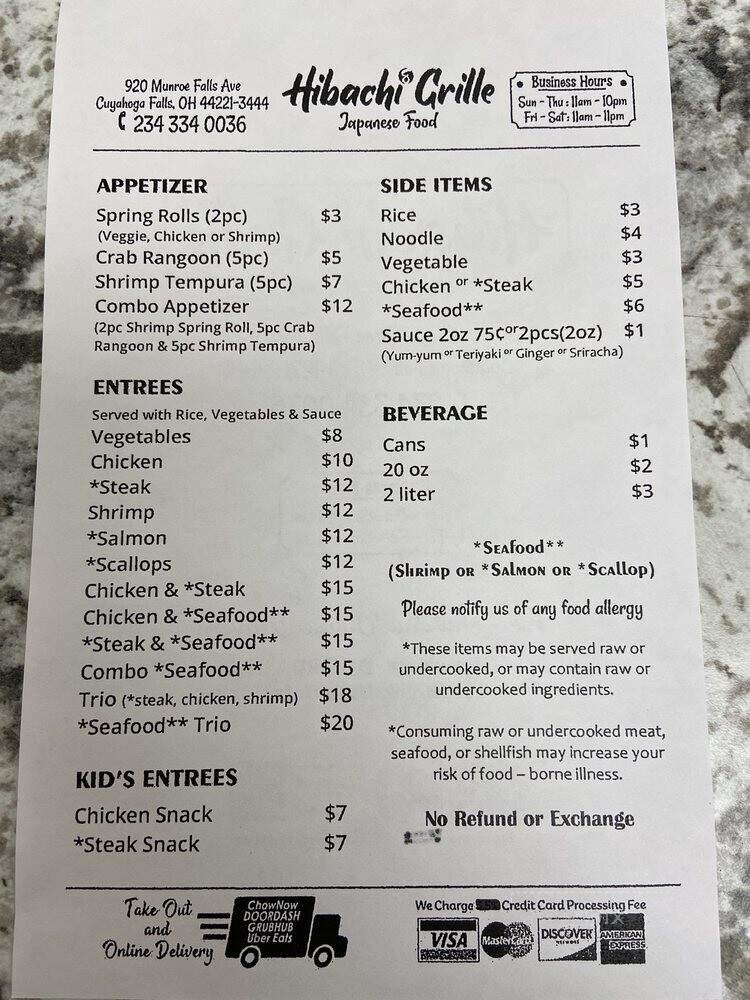 920 Munroe Falls Ave
Cuyahoga Falls, OH 44221-3444
234 334 0036
Hibachi Grille
Japanese Food
Business Hours
Sun - Thu : 11am - 10pm
Fri - Sat : 11am - 11pm
APPETIZER
Spring Rolls (2pc) $3
(Veggie, Chicken or Shrimp)
Crab Rangoon (5pc) $5
Shrimp Tempura (5pc) $7
Combo Appetizer $12
(2pc Shrimp Spring Roll, 5pc Crab
Rangoon & 5pc Shrimp Tempura)
ENTREES
Served with Rice, Vegetables & Sauce
Vegetables $8
Chicken $10
*Steak $12
Shrimp $12
*Salmon $12
*Scallops $12
Chicken & *Steak $15
Chicken & *Seafood** $15
*Steak & *Seafood** $15
Combo *Seafood** $15
Trio (*steak, chicken, shrimp) $18
*Seafood** Trio $20
KID'S ENTREES
Chicken Snack $7
*Steak Snack $7
SIDE ITEMS
Rice $3
Noodle $4
Vegetable $3
Chicken or *Steak $5
*Seafood** $6
Sauce 2oz 75¢ or 2pcs(2oz) $1
(Yum-yum or Teriyaki or Ginger or Sriracha)
BEVERAGE
Cans $1
20 oz $2
2 liter $3
*Seafood**
(Shrimp or *Salmon or *Scallop)
Please notify us of any food allergy
*These items may be served raw or
undercooked, or may contain raw or
undercooked ingredients.
*Consuming raw or undercooked meat,
seafood, or shellfish may increase your
risk of food – borne illness.
No Refund or Exchange
Take Out
and
Online Delivery
ChowNow
DOORDASH
GRUBHUB
Uber Eats
We Charge Credit Card Processing Fee
VISA
MasterCard
DISCOVER
NETWORK
AMERICAN
EXPRESS